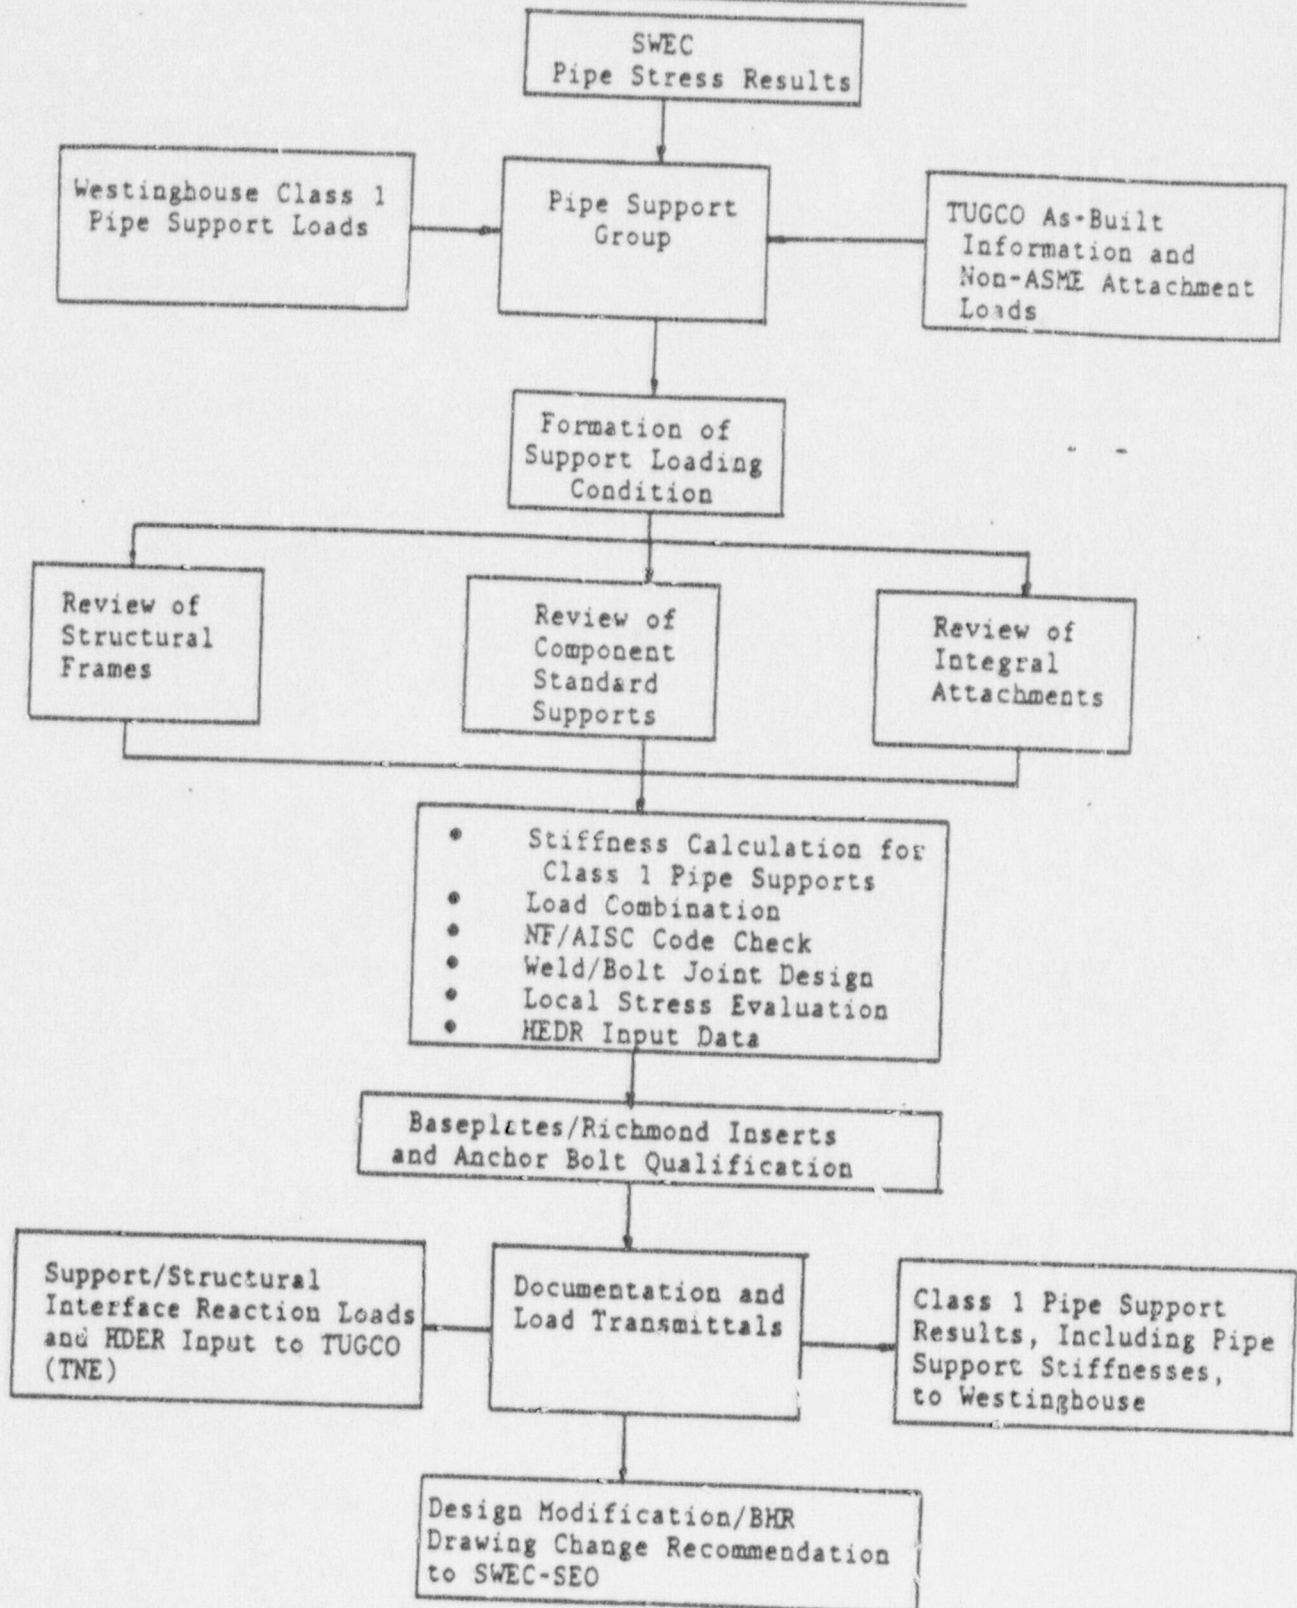 SWEC
Pipe Stress Results
Westinghouse Class 1
Pipe Support Loads
Pipe Support
Group
TUGCO As-Built
Information and
Non-ASME Attachment
Loads
Formation of
Support Loading
Condition
Review of
Structural
Frames
Review of
Component
Standard
Supports
Review of
Integral
Attachments
• Stiffness Calculation for
Class 1 Pipe Supports
• Load Combination
• NF/AISC Code Check
• Weld/Bolt Joint Design
• Local Stress Evaluation
• HEDR Input Data
Baseplates/Richmond Inserts
and Anchor Bolt Qualification
Support/Structural
Interface Reaction Loads
and HDER Input to TUGCO
(TNE)
Documentation and
Load Transmittals
Class 1 Pipe Support
Results, Including Pipe
Support Stiffnesses,
to Westinghouse
Design Modification/BHR
Drawing Change Recommendation
to SWEC-SEO